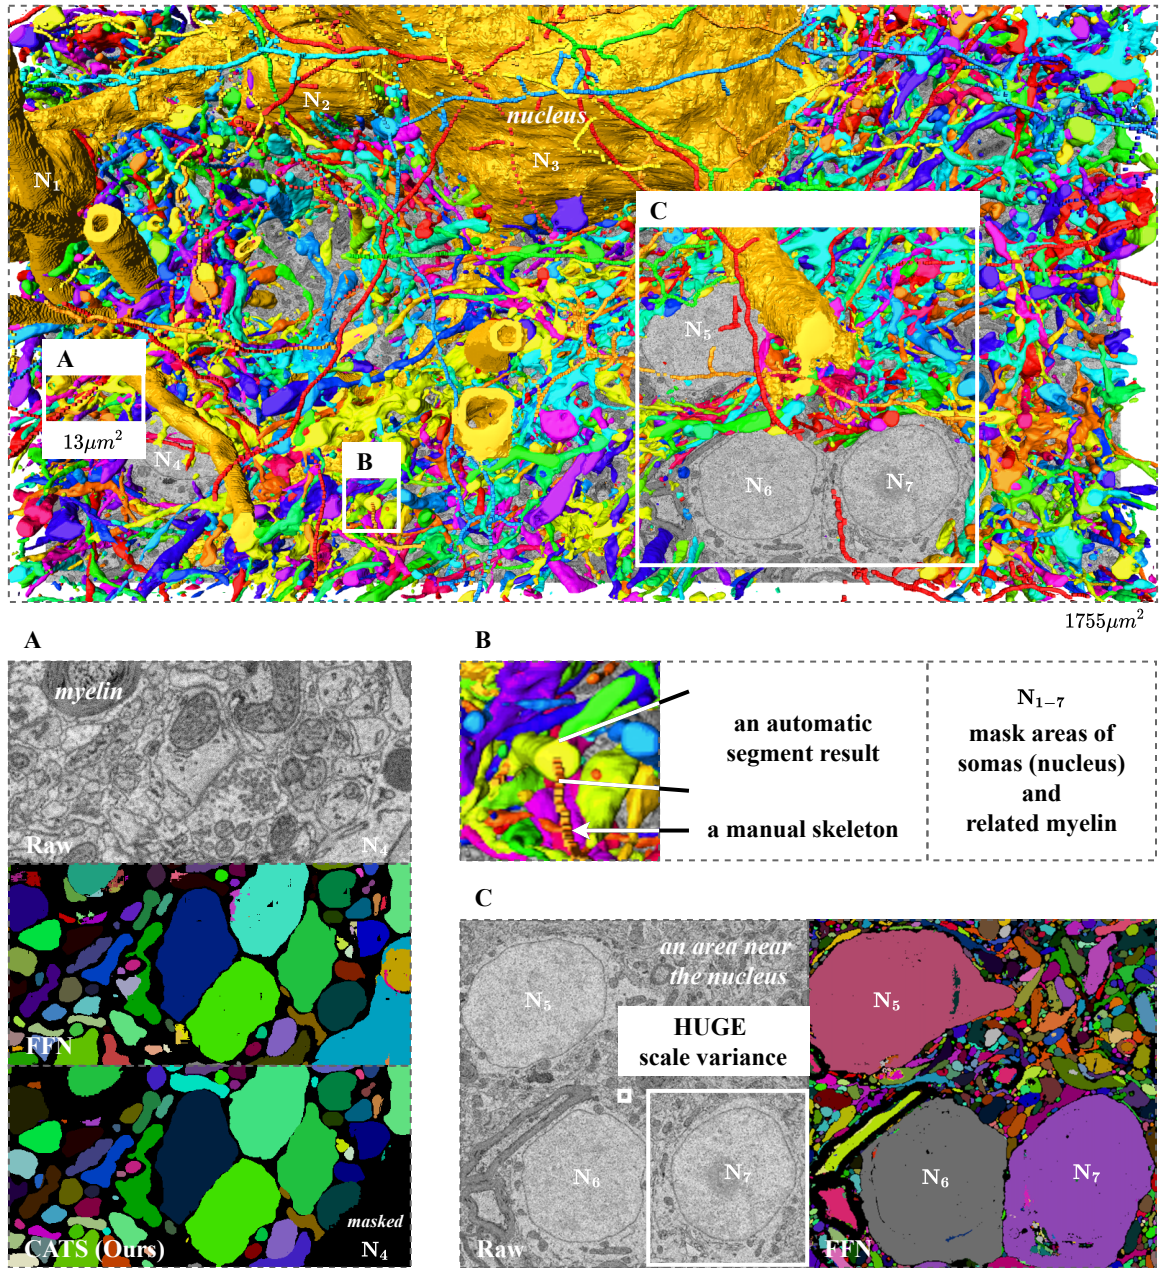 N₂
nucleus
N₃
N₁
C
N₅
A
13μm²
N₄
B
N₆
N₇
1755μm²
A
myelin
Raw
N₄
FFN
CATS (Ours)
masked
N₄
B
an automatic
segment result
a manual skeleton
N₁₋₇
mask areas of
somas (nucleus)
and
related myelin
C
an area near
the nucleus
N₅
HUGE
scale variance
N₆
N₇
Raw
N₅
N₆
N₇
FFN